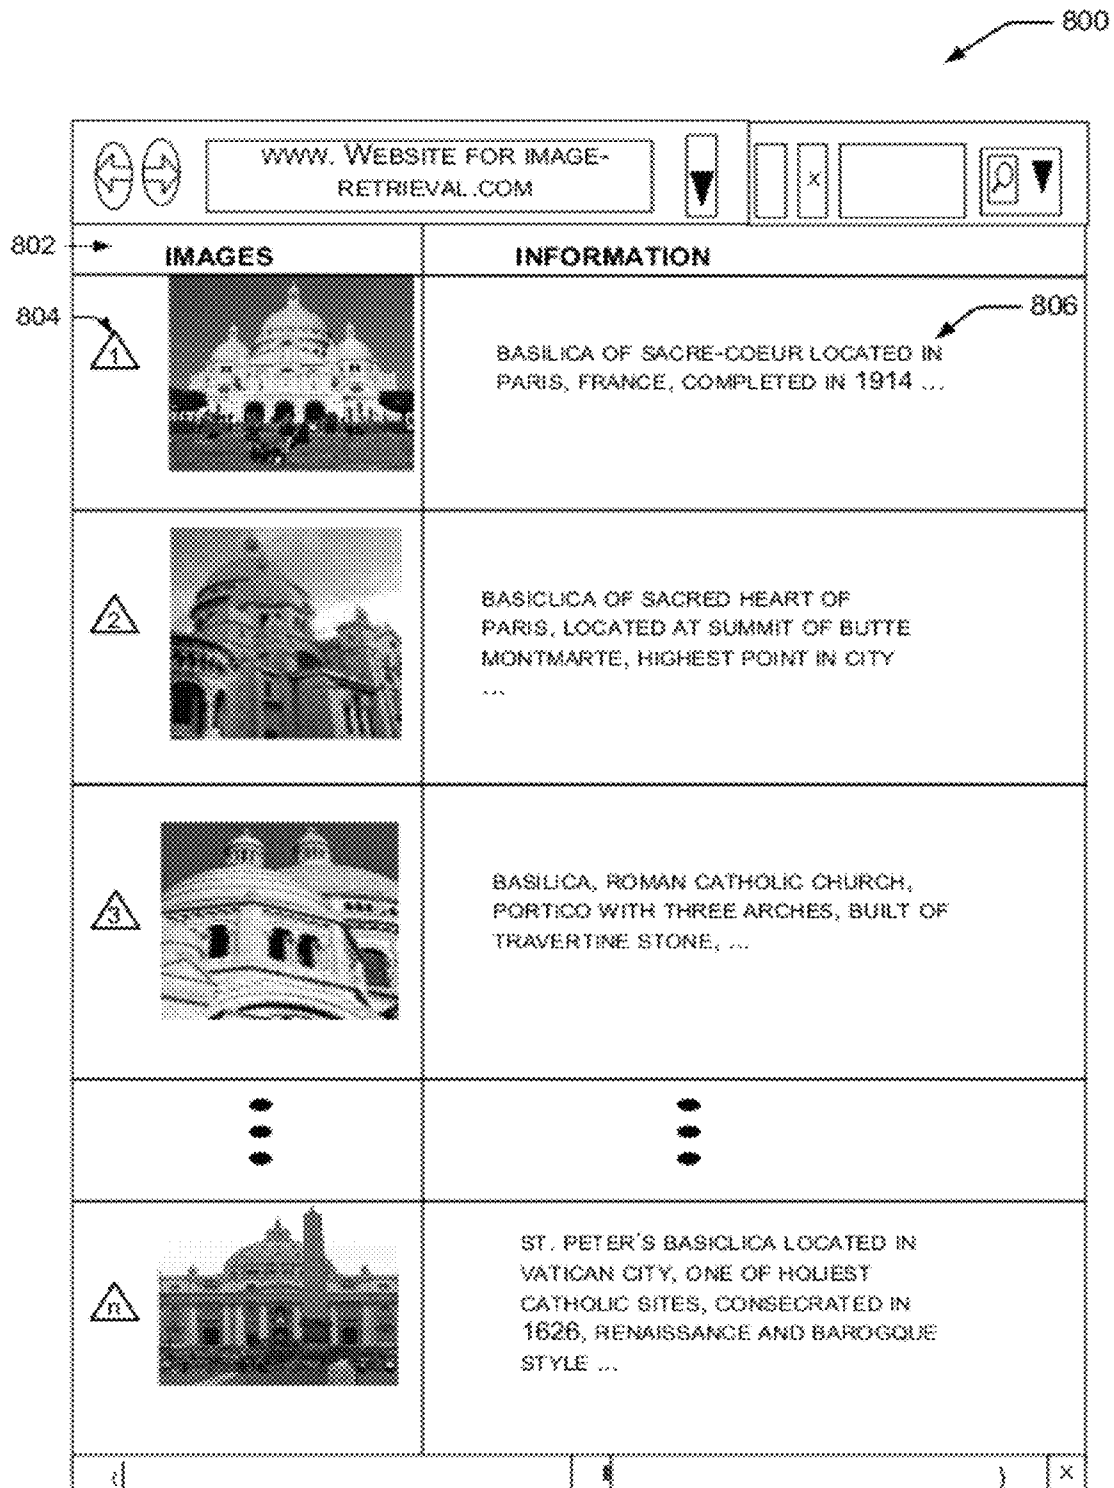 800
WWW. WEBSITE FOR IMAGE-
RETRIEVAL.COM
X
802
IMAGES
INFORMATION
804
1
806
BASILICA OF SACRE-COEUR LOCATED IN
PARIS, FRANCE, COMPLETED IN 1914 ...
2
BASICLICA OF SACRED HEART OF
PARIS, LOCATED AT SUMMIT OF BUTTE
MONTMARTE, HIGHEST POINT IN CITY
...
3
BASILICA, ROMAN CATHOLIC CHURCH,
PORTICO WITH THREE ARCHES, BUILT OF
TRAVERTINE STONE, ...
n
ST. PETER'S BASICLICA LOCATED IN
VATICAN CITY, ONE OF HOLIEST
CATHOLIC SITES, CONSECRATED IN
1626, RENAISSANCE AND BAROGQUE
STYLE ...
X